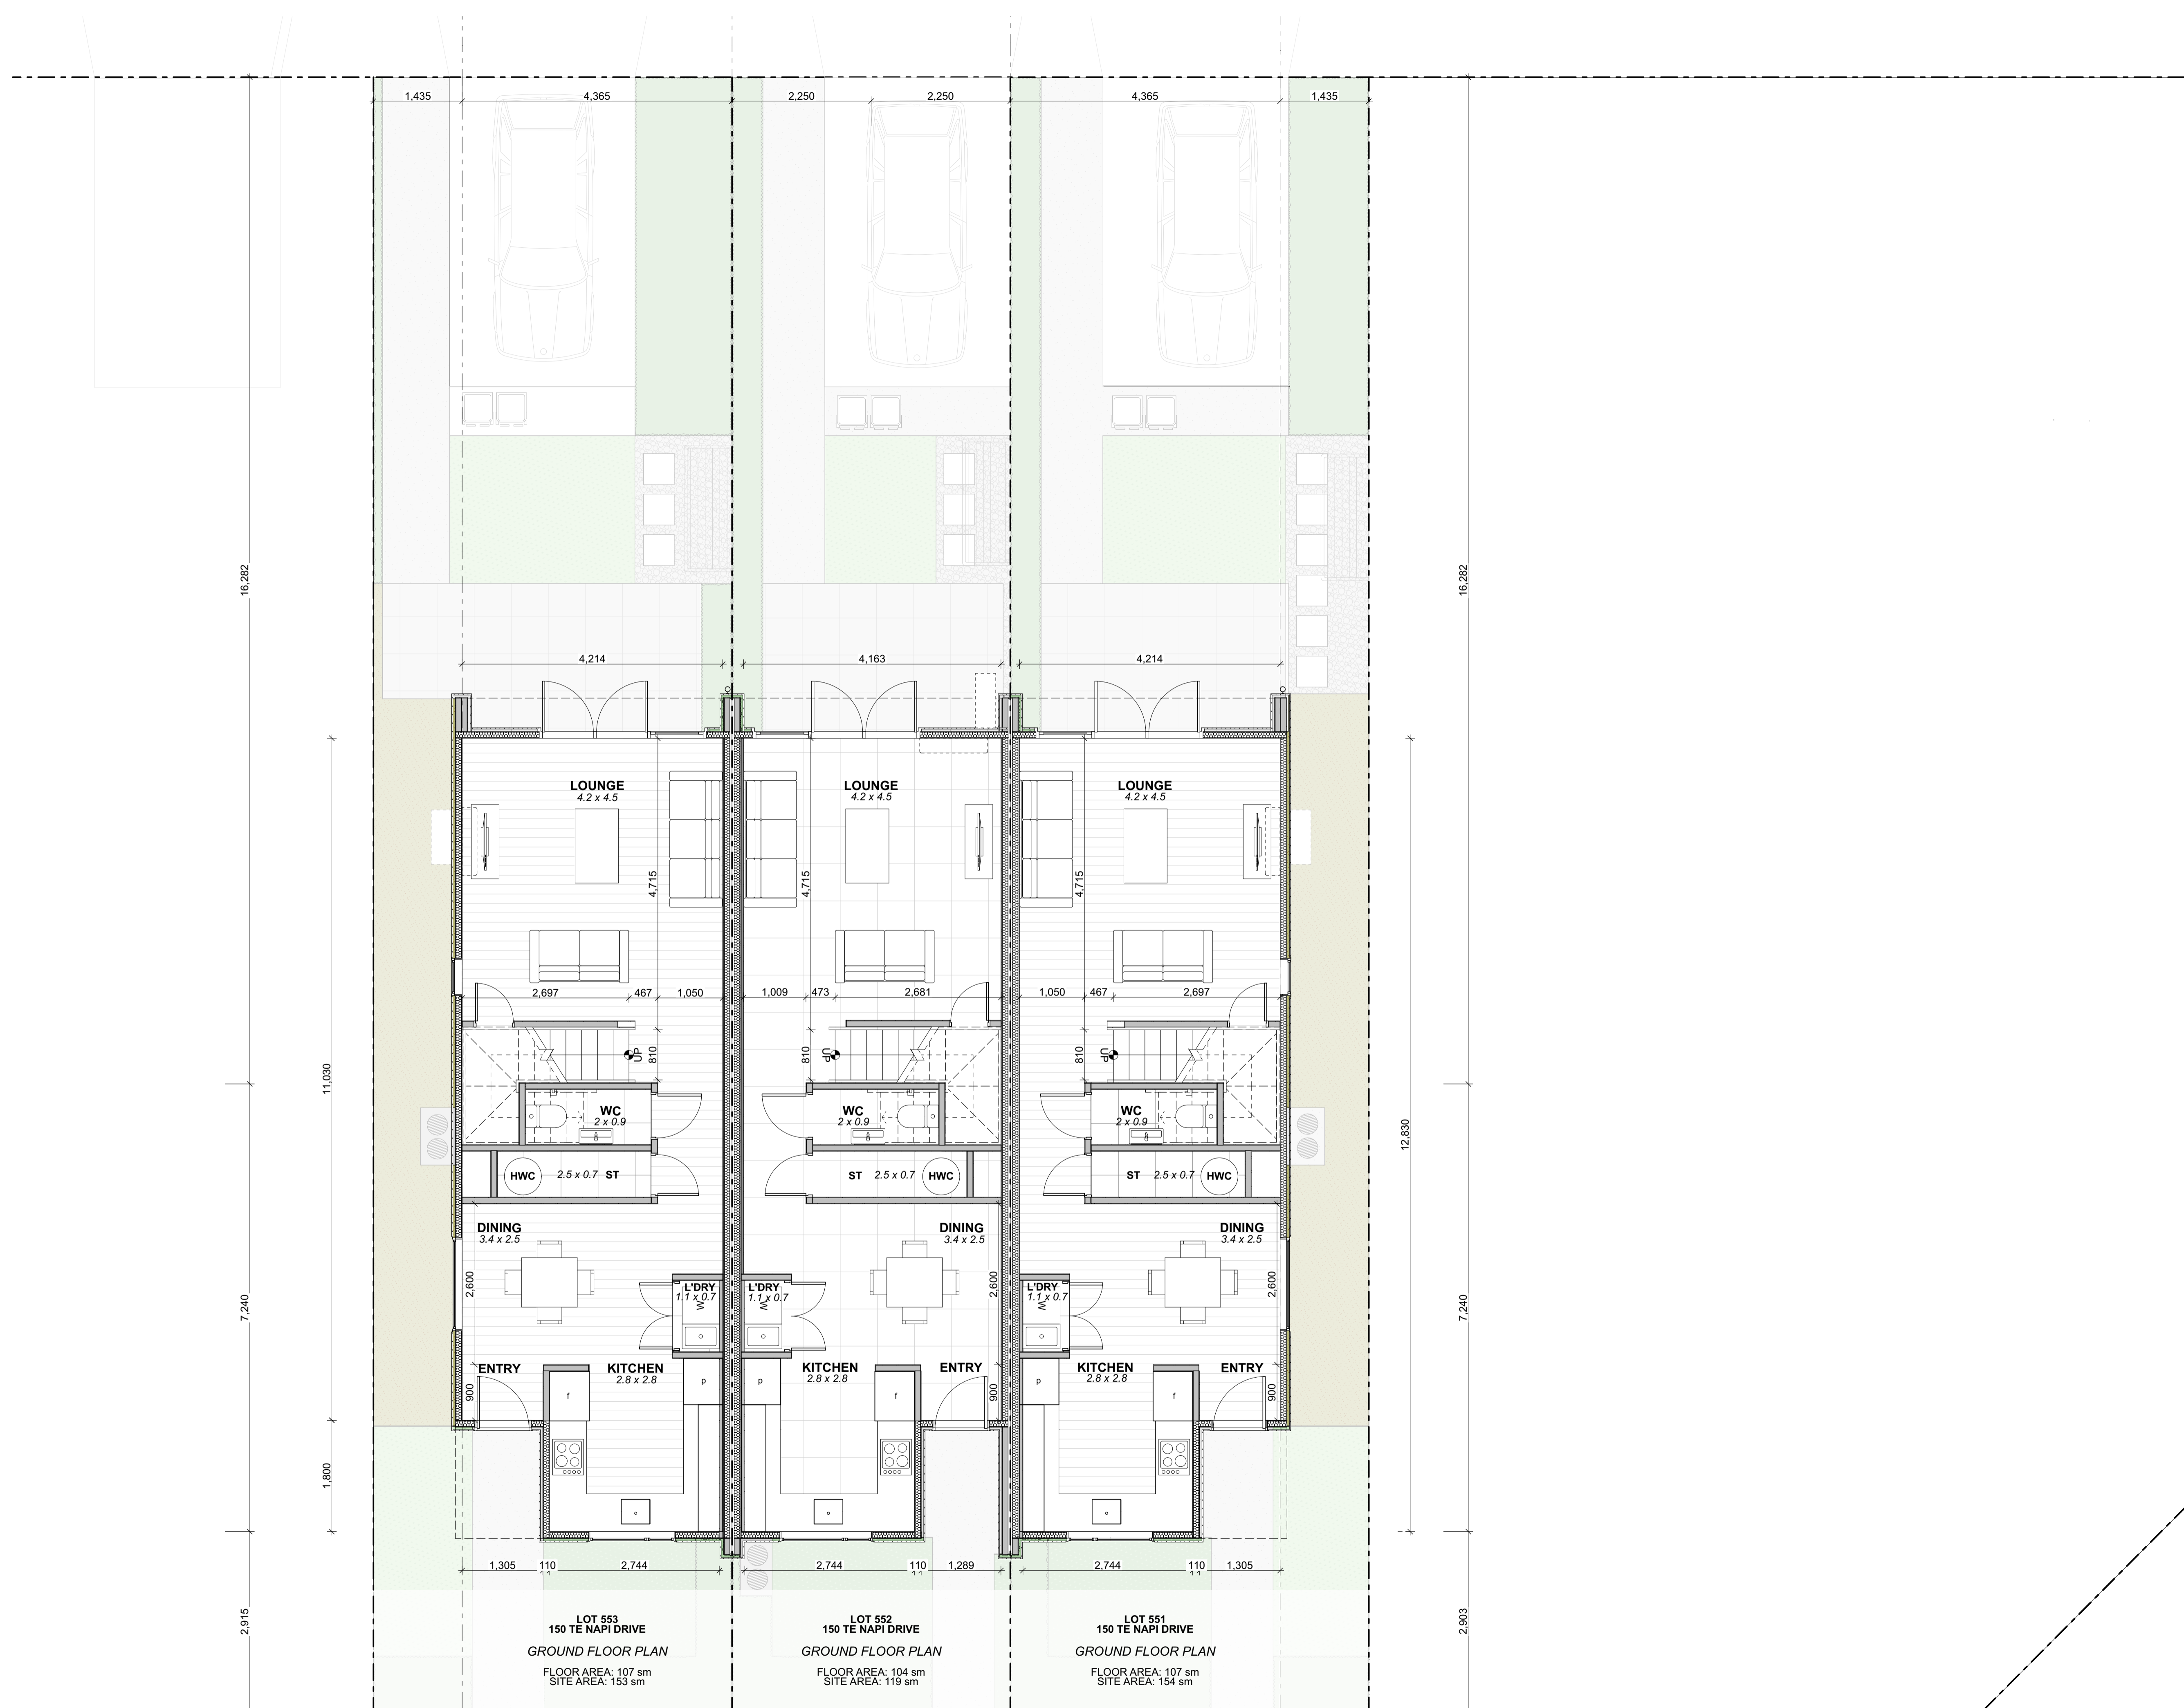 1,435 4,365 2,250 2,250 4,365 1,435
16,282 16,282
4,214 4,163 4,214
LOUNGE LOUNGE LOUNGE
4.2 x 4.5 4.2 x 4.5 4.2 x 4.5
4,715 4,715 4,715
2,697 467 1,050 1,009 473 2,681 1,050 467 2,697
UP 810 810 UP 810 UP
11,030
12,830
WC WC WC
2 x 0.9 2 x 0.9 2 x 0.9
HWC 2.5 x 0.7 ST ST 2.5 x 0.7 HWC ST 2.5 x 0.7 HWC
DINING DINING DINING
3.4 x 2.5 3.4 x 2.5 3.4 x 2.5
2,600 2,600 2,600
L'DRY L'DRY L'DRY
1.1 x 0.7 1.1 x 0.7 1.1 x 0.7
W W W
7,240 7,240
ENTRY KITCHEN KITCHEN ENTRY KITCHEN ENTRY
2.8 x 2.8 2.8 x 2.8 2.8 x 2.8
900 f p p f 900 p f 900
1,800
1,305 110 2,744 2,744 110 1,289 2,744 110 1,305
2,915 2,903
LOT 553
150 TE NAPI DRIVE
GROUND FLOOR PLAN
FLOOR AREA: 107 sm
SITE AREA: 153 sm
LOT 552
150 TE NAPI DRIVE
GROUND FLOOR PLAN
FLOOR AREA: 104 sm
SITE AREA: 119 sm
LOT 551
150 TE NAPI DRIVE
GROUND FLOOR PLAN
FLOOR AREA: 107 sm
SITE AREA: 154 sm